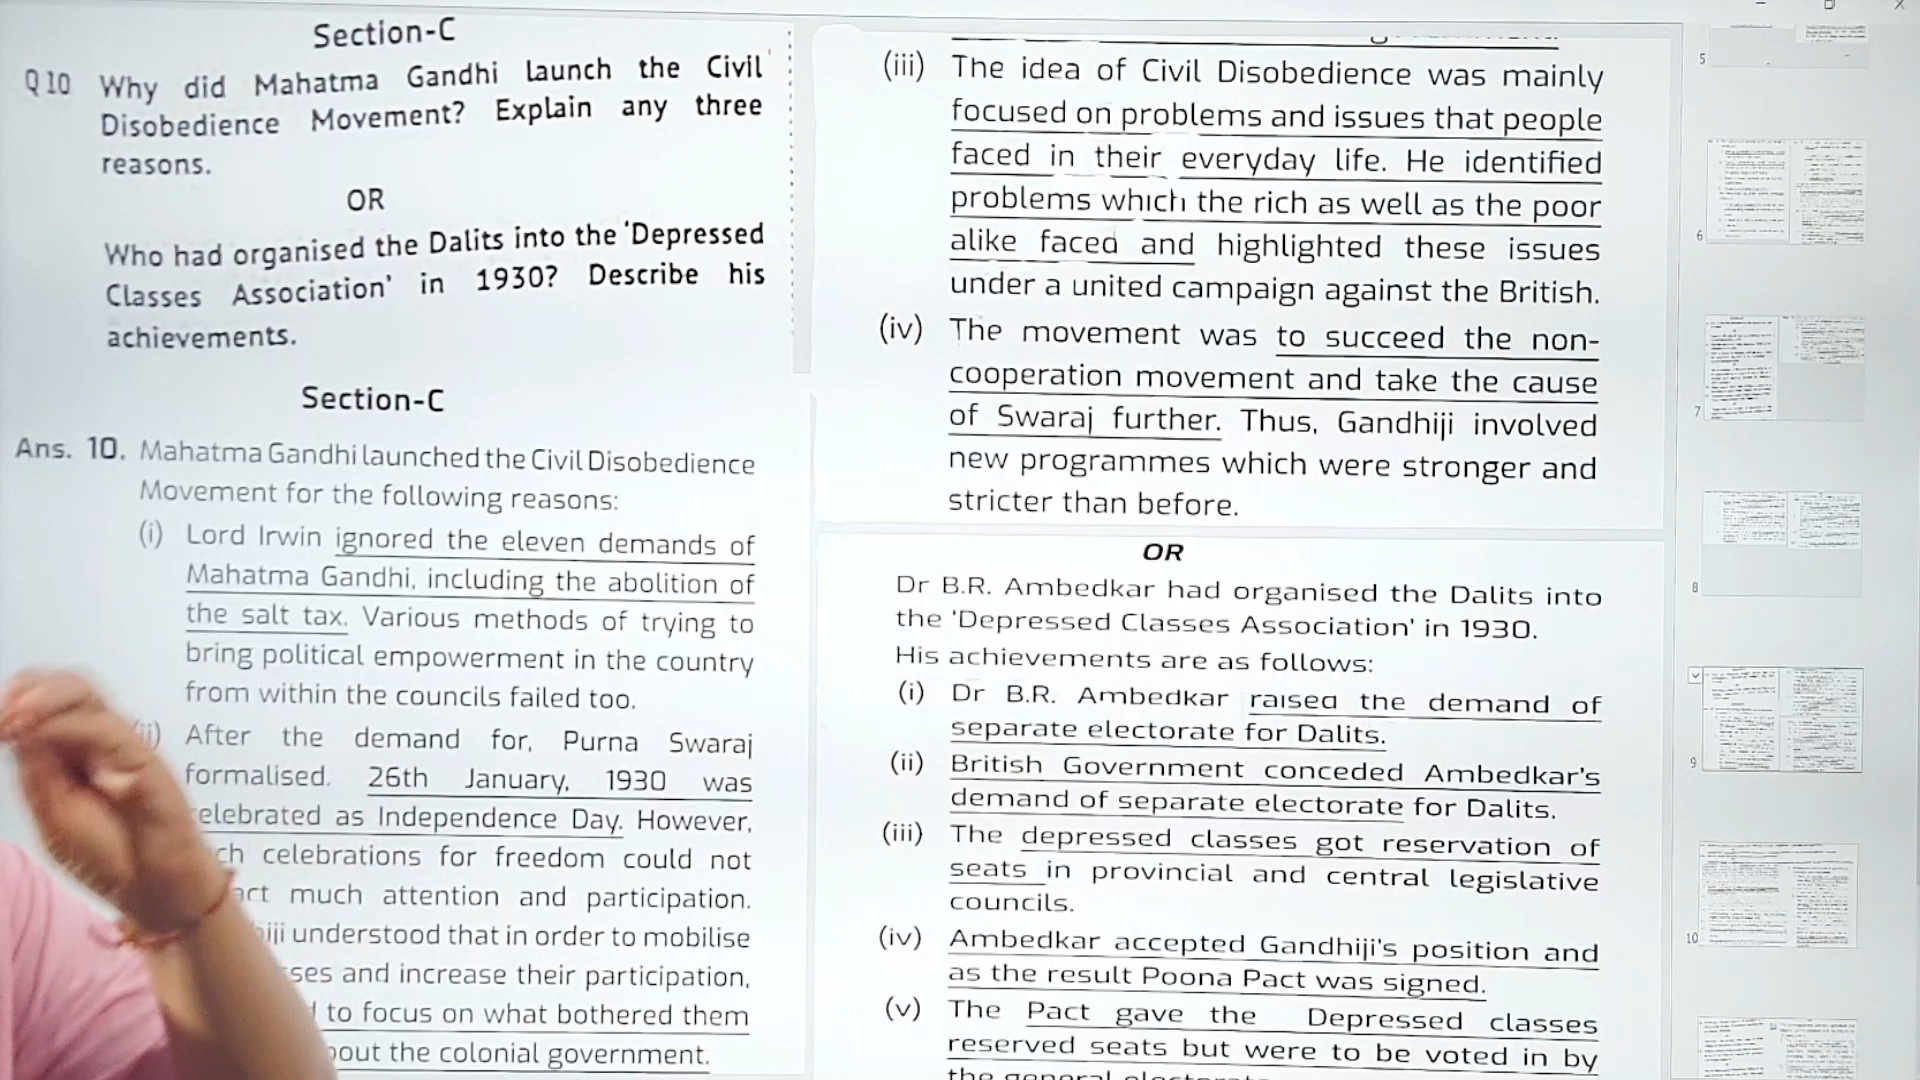 Section-C
Q10 Why did Mahatma Gandhi launch the Civil
Disobedience Movement? Explain any three
reasons.
OR
Who had organised the Dalits into the 'Depressed
Classes Association' in 1930? Describe his
achievements.
Section-C
Ans. 10. Mahatma Gandhi launched the Civil Disobedience
Movement for the following reasons:
(i) Lord Irwin ignored the eleven demands of
Mahatma Gandhi, including the abolition of
the salt tax. Various methods of trying to
bring political empowerment in the country
from within the councils failed too.
After the demand for, Purna Swaraj
formalised. 26th January, 1930 was
elebrated as Independence Day. However,
ch celebrations for freedom could not
act much attention and participation.
iji understood that in order to mobilise
ses and increase their participation,
to focus on what bothered them
bout the colonial government.
(iii) The idea of Civil Disobedience was mainly
focused on problems and issues that people
faced in their everyday life. He identified
problems which the rich as well as the poor
alike faced and highlighted these issues
under a united campaign against the British.
(iv) The movement was to succeed the non-
cooperation movement and take the cause
of Swaraj further. Thus, Gandhiji involved
new programmes which were stronger and
stricter than before.
OR
Dr B.R. Ambedkar had organised the Dalits into
the 'Depressed Classes Association' in 1930.
His achievements are as follows:
(i) Dr B.R. Ambedkar raised the demand of
separate electorate for Dalits.
(ii) British Government conceded Ambedkar's
demand of separate electorate for Dalits.
(iii) The depressed classes got reservation of
seats in provincial and central legislative
councils.
(iv) Ambedkar accepted Gandhiji's position and
as the result Poona Pact was signed.
(v) The Pact gave the Depressed classes
reserved seats but were to be voted in by
5
6
7
8
9
10